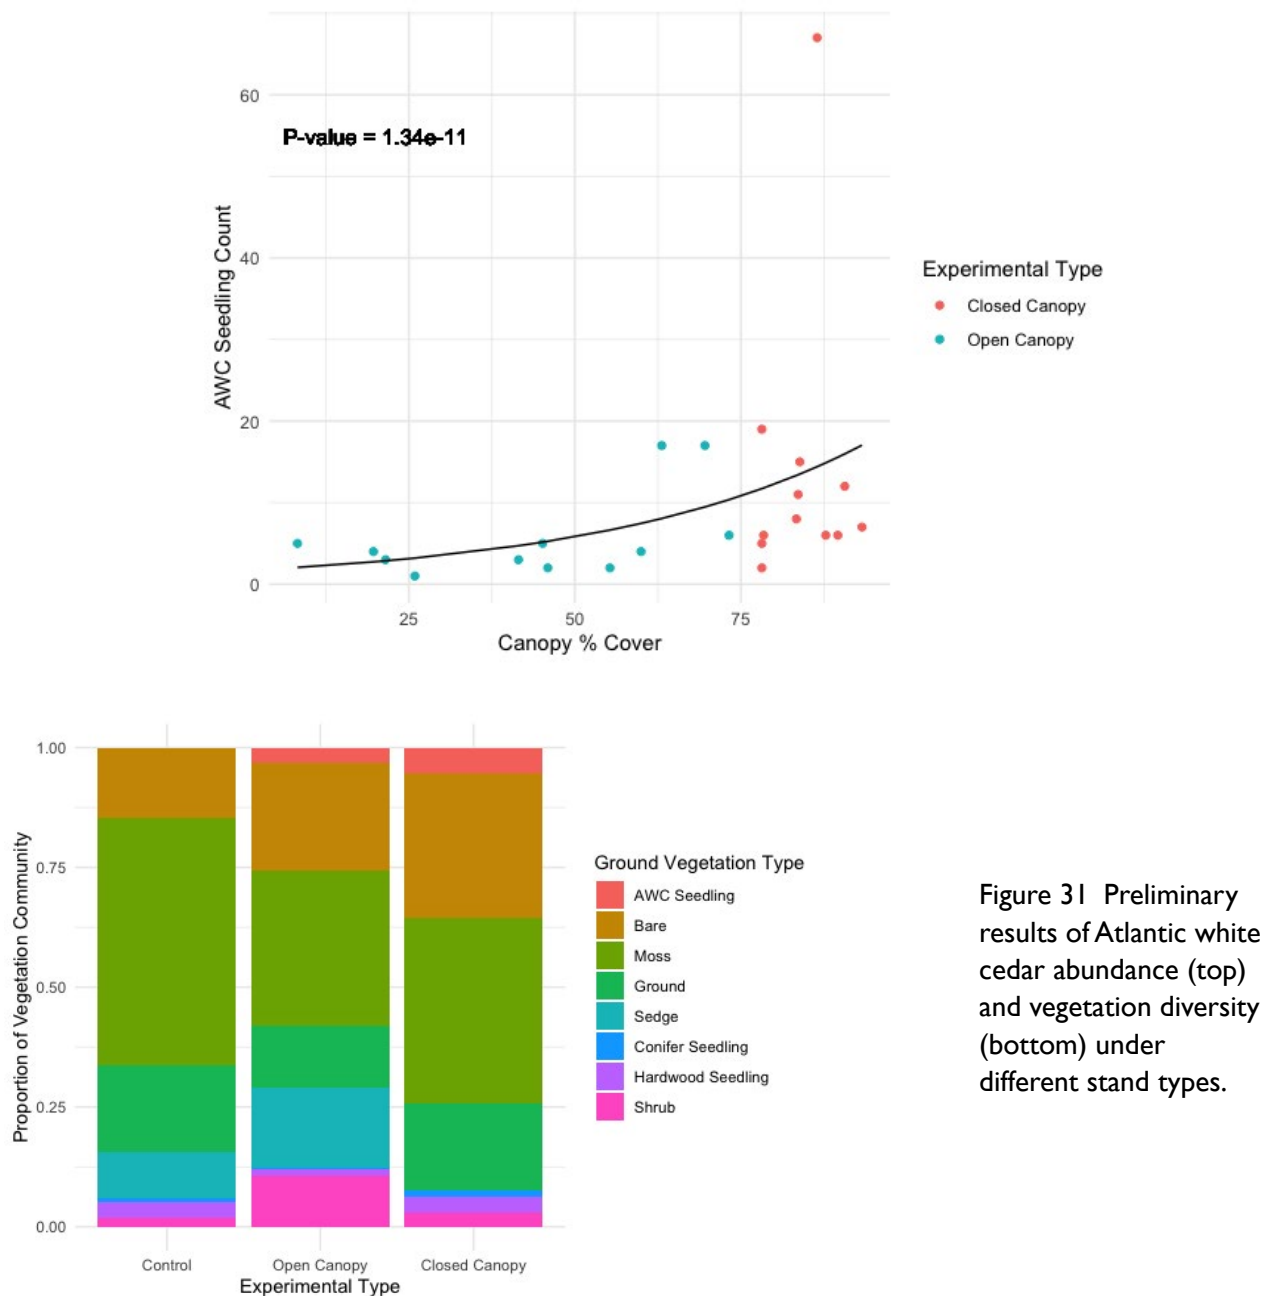 60
P-value = 1.34e-11
40
20
0
AWC Seedling Count
25 50 75
Canopy % Cover
Experimental Type
Closed Canopy
Open Canopy
1.00
0.75
0.50
0.25
0.00
Proportion of Vegetation Community
Control Open Canopy Closed Canopy
Experimental Type
Ground Vegetation Type
AWC Seedling
Bare
Moss
Ground
Sedge
Conifer Seedling
Hardwood Seedling
Shrub
Figure 31 Preliminary
results of Atlantic white
cedar abundance (top)
and vegetation diversity
(bottom) under
different stand types.